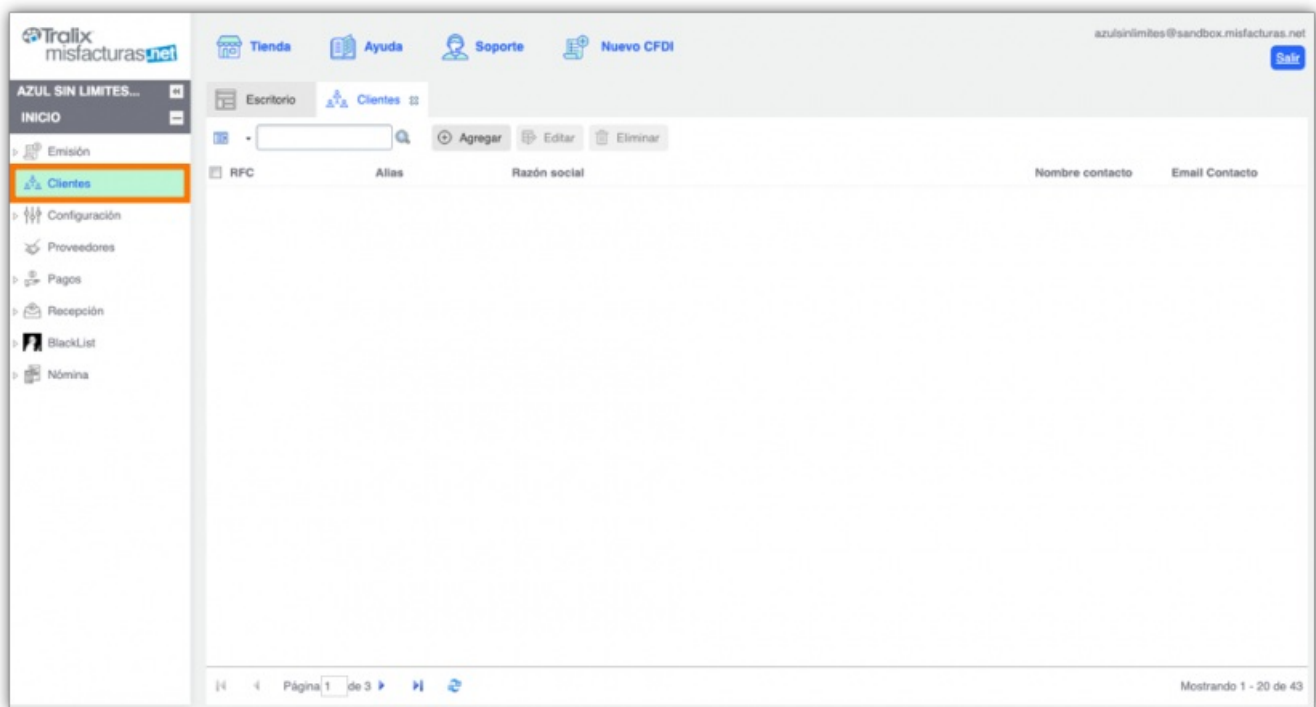 Tralix
misfacturas.net
Tienda
Ayuda
Soporte
Nuevo CFDI
azulsinlimites@sandbox.misfacturas.net
Salir
AZUL SIN LIMITES...
INICIO
Emisión
Clientes
Configuración
Proveedores
Pagos
Recepción
BlackList
Nómina
Escritorio Clientes
Agregar Editar Eliminar
RFC Alias Razón social Nombre contacto Email Contacto
Página 1 de 3 Mostrando 1 - 20 de 43